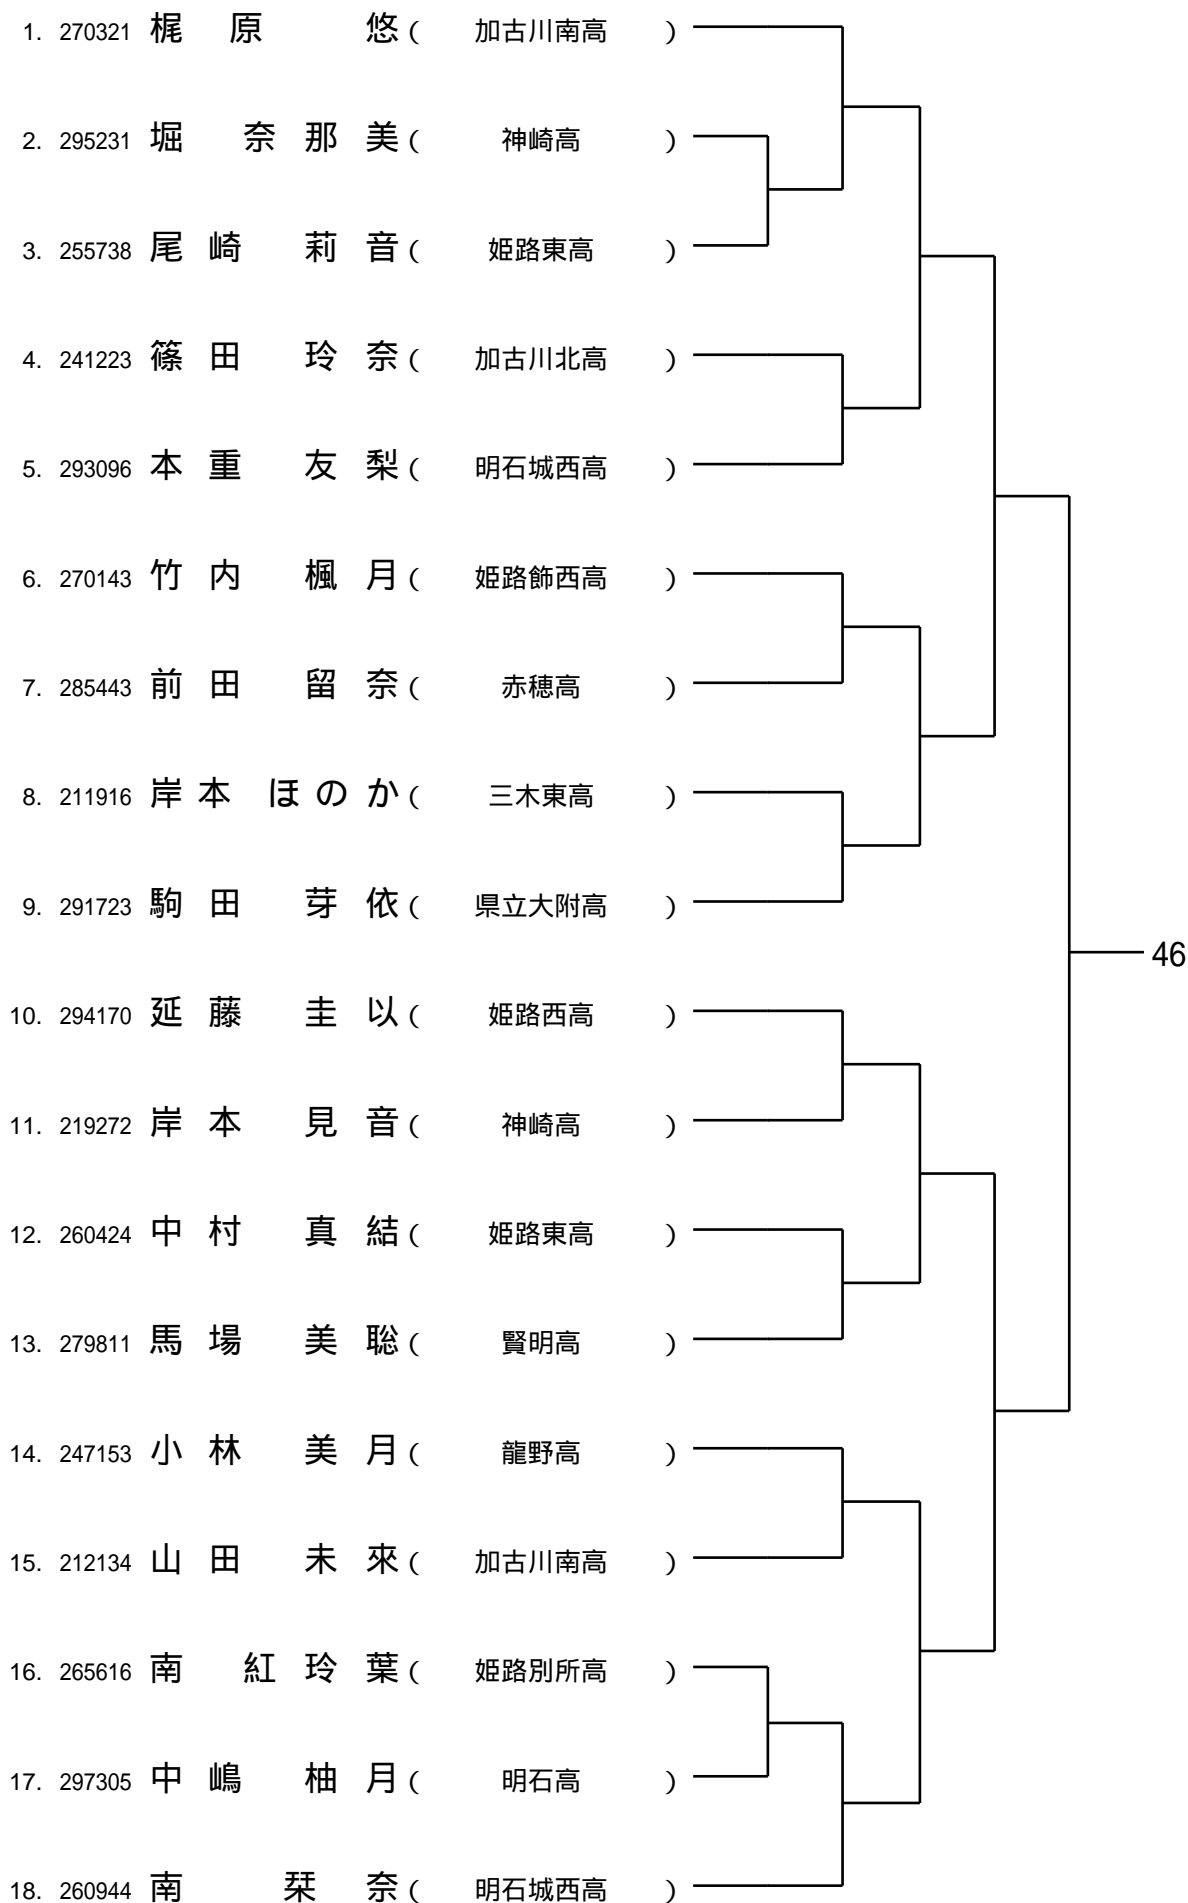 1. 270321 梶 原 悠 ( 加古川南高 )
2. 295231 堀 奈 那 美 ( 神崎高 )
3. 255738 尾 崎 莉 音 ( 姫路東高 )
4. 241223 篠 田 玲 奈 ( 加古川北高 )
5. 293096 本 重 友 梨 ( 明石城西高 )
6. 270143 竹 内 楓 月 ( 姫路飾西高 )
7. 285443 前 田 留 奈 ( 赤穂高 )
8. 211916 岸 本 ほ の か ( 三木東高 )
9. 291723 駒 田 芽 依 ( 県立大附高 )
46
10. 294170 延 藤 圭 以 ( 姫路西高 )
11. 219272 岸 本 見 音 ( 神崎高 )
12. 260424 中 村 真 結 ( 姫路東高 )
13. 279811 馬 場 美 聡 ( 賢明高 )
14. 247153 小 林 美 月 ( 龍野高 )
15. 212134 山 田 未 來 ( 加古川南高 )
16. 265616 南 紅 玲 葉 ( 姫路別所高 )
17. 297305 中 嶋 柚 月 ( 明石高 )
18. 260944 南 栞 奈 ( 明石城西高 )